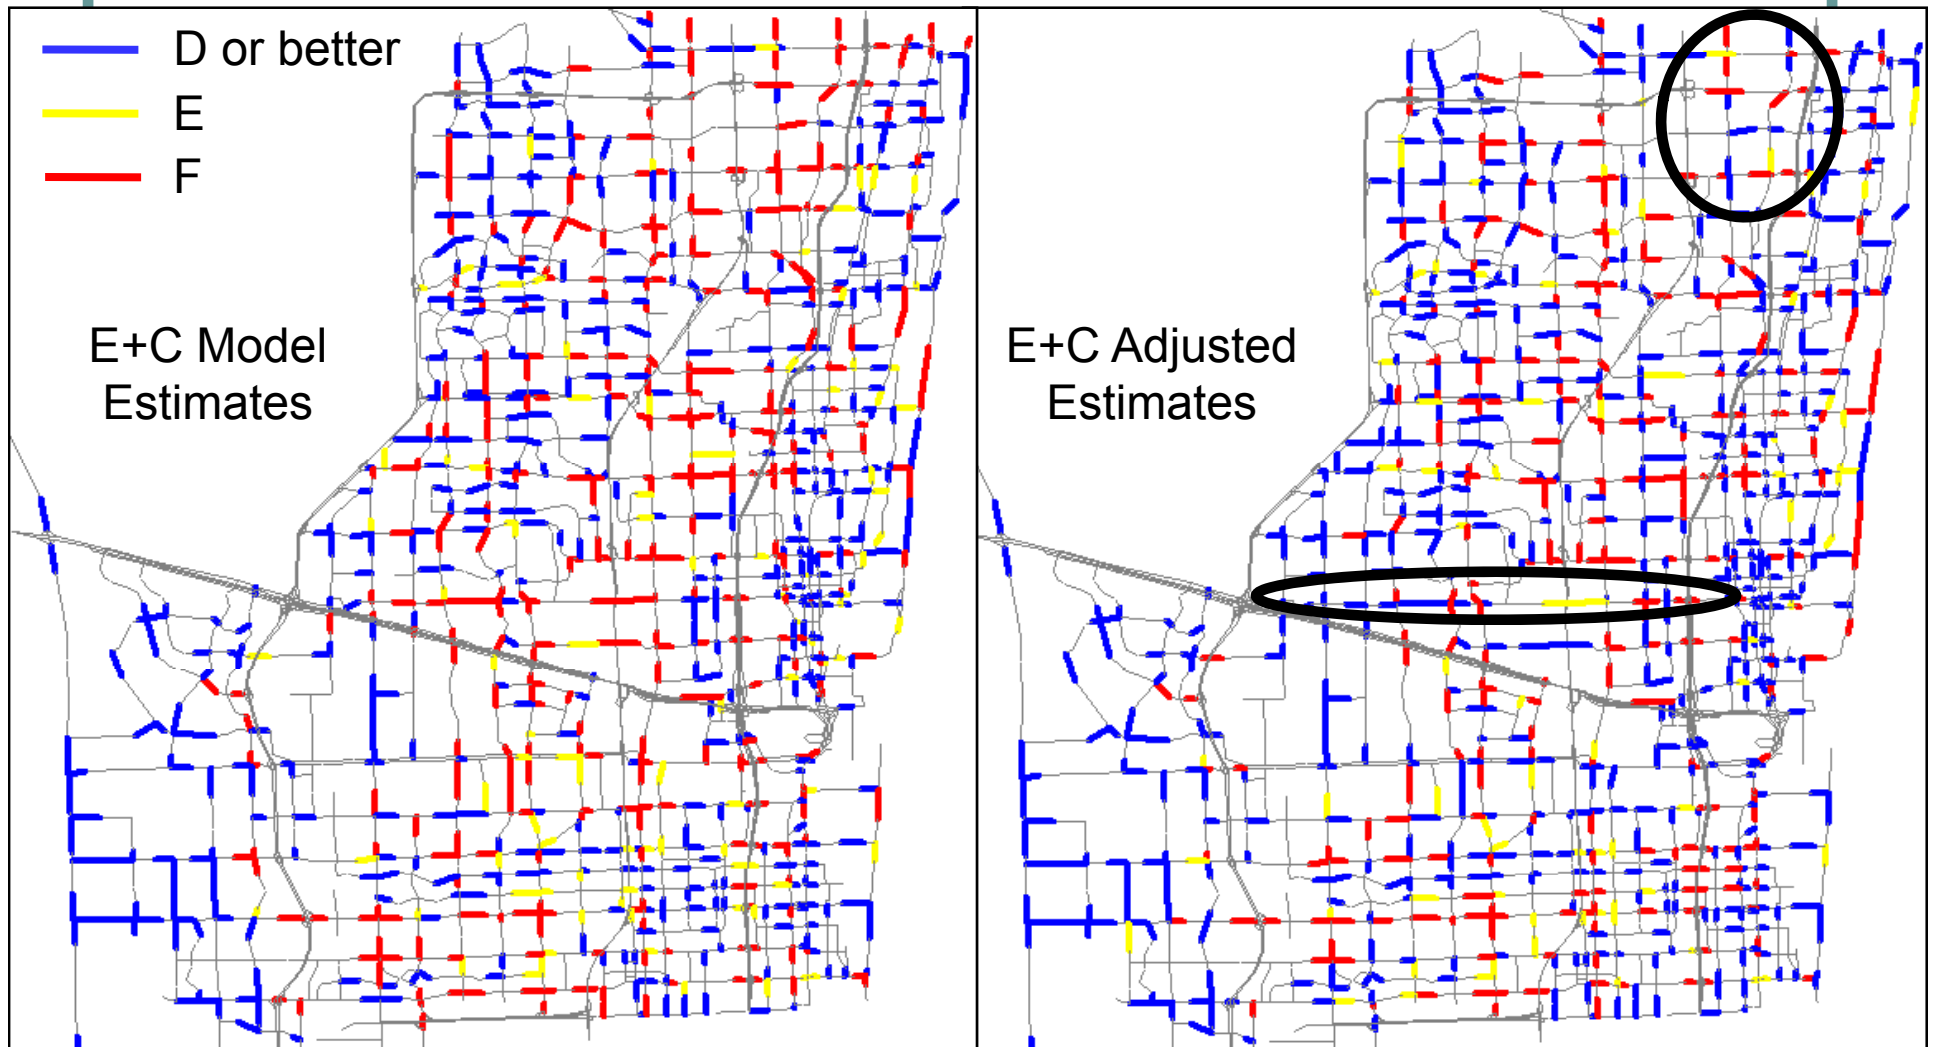 D or better
E
F
E+C Model
Estimates
E+C Adjusted
Estimates